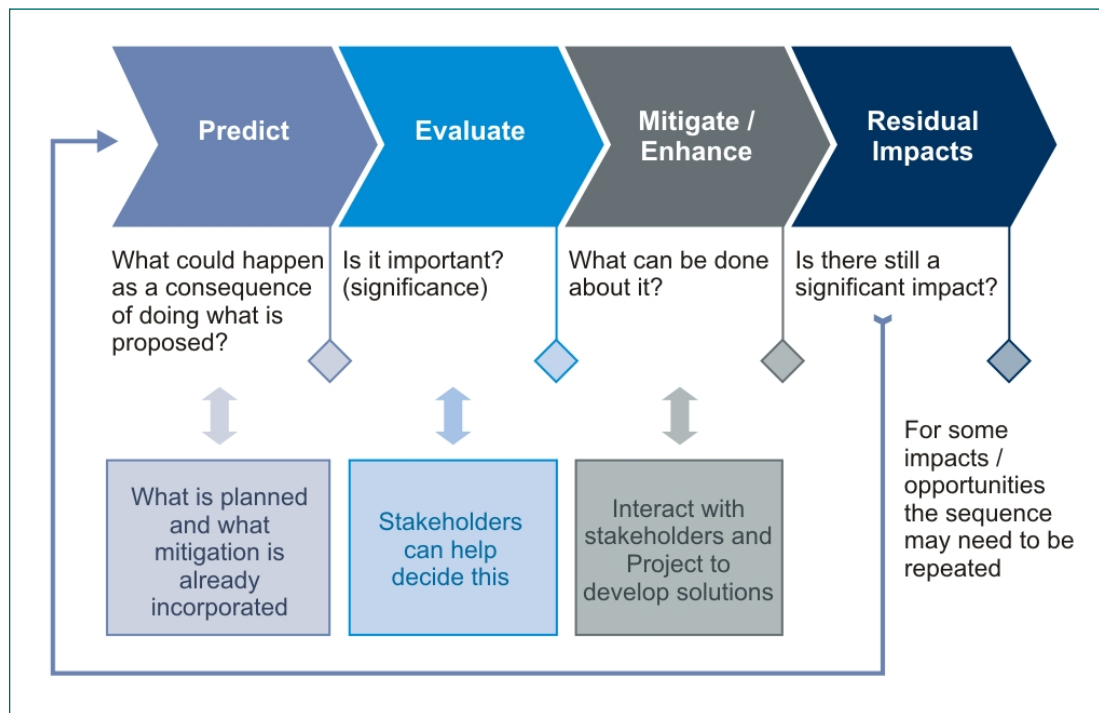 Predict
Evaluate
Mitigate /
Enhance
Residual
Impacts
What could happen
as a consequence
of doing what is
proposed?
Is it important?
(significance)
What can be done
about it?
Is there still a
significant impact?
What is planned
and what
mitigation is
already
incorporated
Stakeholders
can help
decide this
Interact with
stakeholders and
Project to
develop solutions
For some
impacts /
opportunities
the sequence
may need to be
repeated